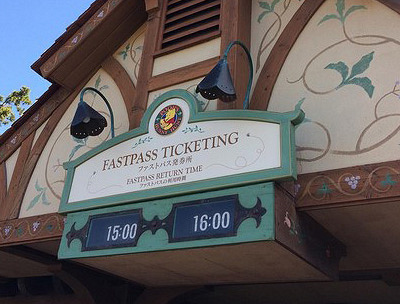 FASTPASS TICKETING
ファストパス発券所
FASTPASS RETURN TIME
ファストパスの利用時間
15:00 16:00